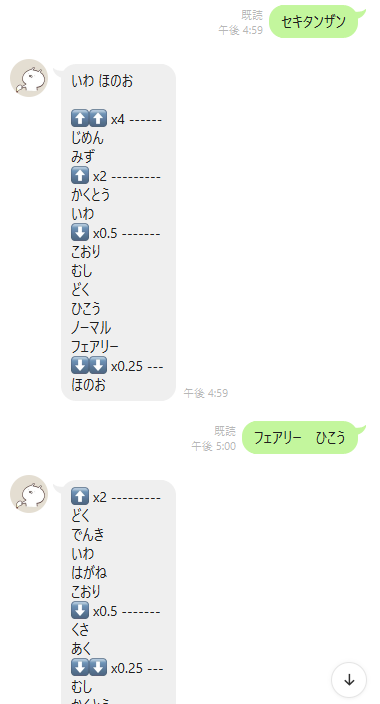 既読
午後 4:59
セキタンザン
いわ ほのお
⬆️⬆️ x4 ------
じめん
みず
⬆️ x2 ---------
かくとう
いわ
⬇️ x0.5 -------
こおり
むし
どく
ひこう
ノーマル
フェアリー
⬇️⬇️ x0.25 ---
ほのお
午後 4:59
既読
午後 5:00
フェアリー　ひこう
⬆️ x2 ---------
どく
でんき
いわ
はがね
こおり
⬇️ x0.5 -------
くさ
あく
⬇️⬇️ x0.25 ---
むし
かくとう